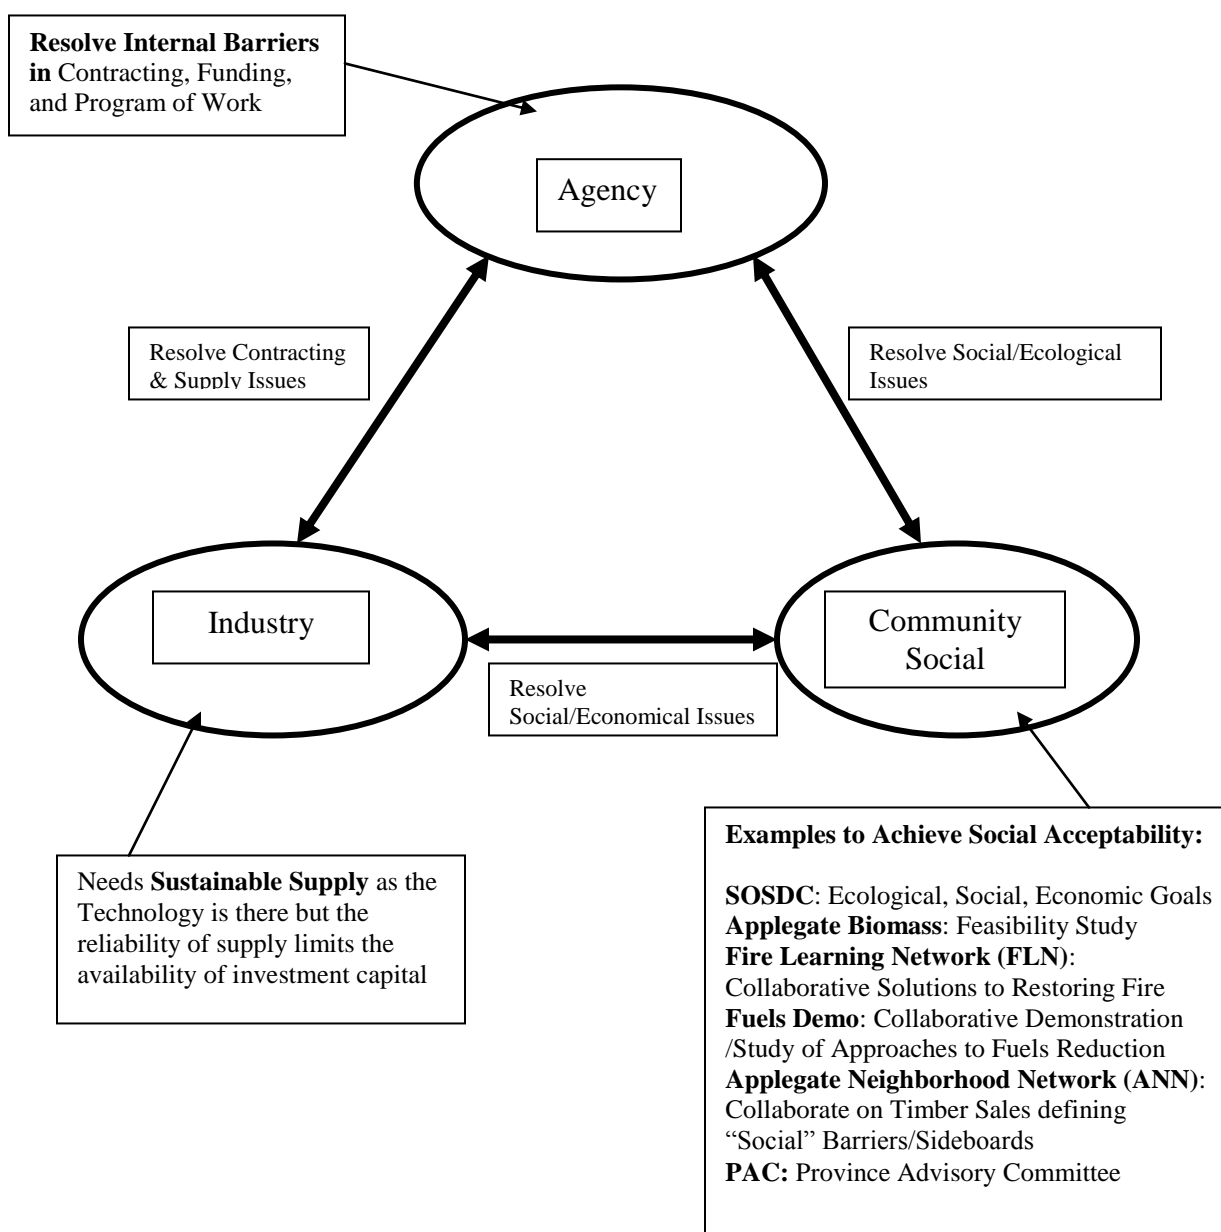 Resolve Internal Barriers
in Contracting, Funding,
and Program of Work
Agency
Resolve Contracting
& Supply Issues
Resolve Social/Ecological
Issues
Industry
Community
Social
Resolve
Social/Economical Issues
Needs Sustainable Supply as the
Technology is there but the
reliability of supply limits the
availability of investment capital
Examples to Achieve Social Acceptability:
SOSDC: Ecological, Social, Economic Goals
Applegate Biomass: Feasibility Study
Fire Learning Network (FLN):
Collaborative Solutions to Restoring Fire
Fuels Demo: Collaborative Demonstration
/Study of Approaches to Fuels Reduction
Applegate Neighborhood Network (ANN):
Collaborate on Timber Sales defining
“Social” Barriers/Sideboards
PAC: Province Advisory Committee